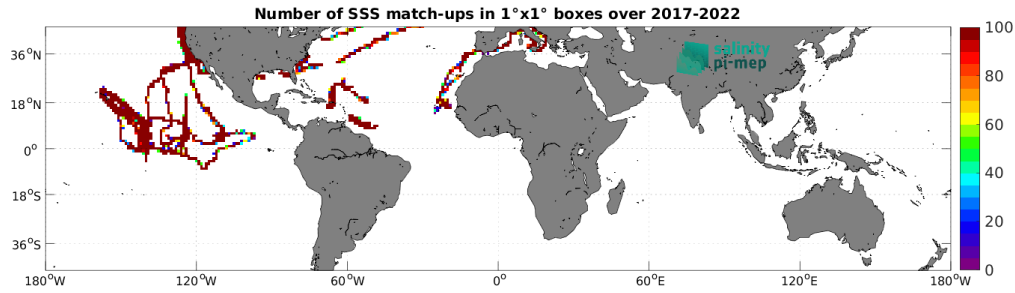 Number of SSS match-ups in 1°x1° boxes over 2017-2022
36°N
18°N
0°
18°S
36°S
180°W
120°W
60°W
0°
60°E
120°E
180°W
100
80
60
40
20
0
salinity
pi-mep